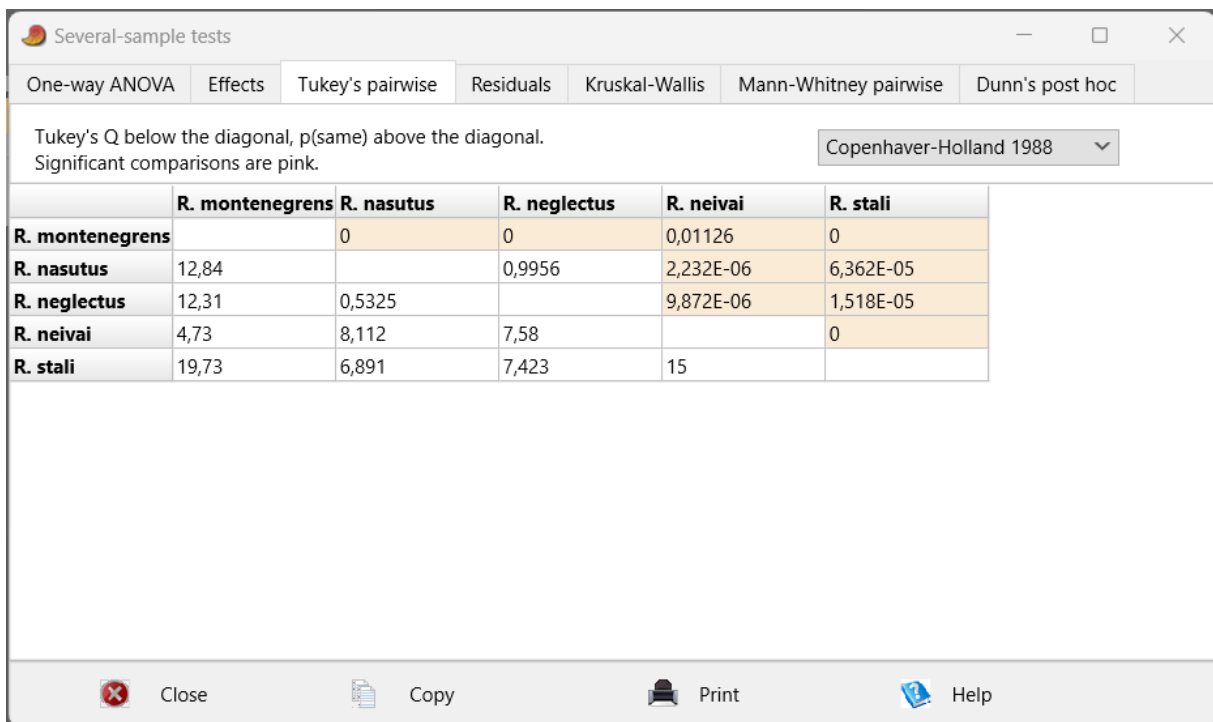 Several-sample tests
One-way ANOVA Effects Tukey's pairwise Residuals Kruskal-Wallis Mann-Whitney pairwise Dunn's post hoc
Tukey's Q below the diagonal, p(same) above the diagonal.
Significant comparisons are pink.
Copenhaver-Holland 1988
R. montenegrens R. nasutus R. neglectus R. neivai R. stali
R. montenegrens 0 0 0,01126 0
R. nasutus 12,84 0,9956 2,232E-06 6,362E-05
R. neglectus 12,31 0,5325 9,872E-06 1,518E-05
R. neivai 4,73 8,112 7,58 0
R. stali 19,73 6,891 7,423 15
Close Copy Print Help